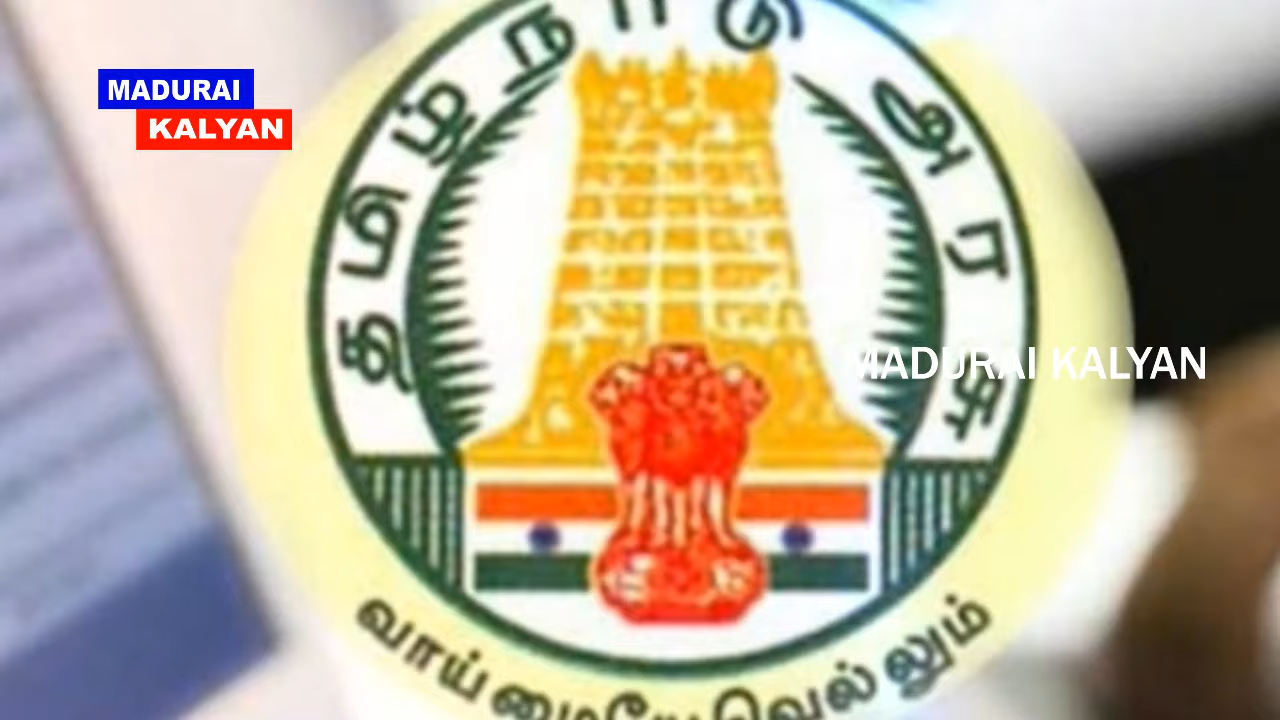 MADURAI
KALYAN
தமிழ்நாடு அரசு
MADURAI KALYAN
வாய்மையே வெல்லும்